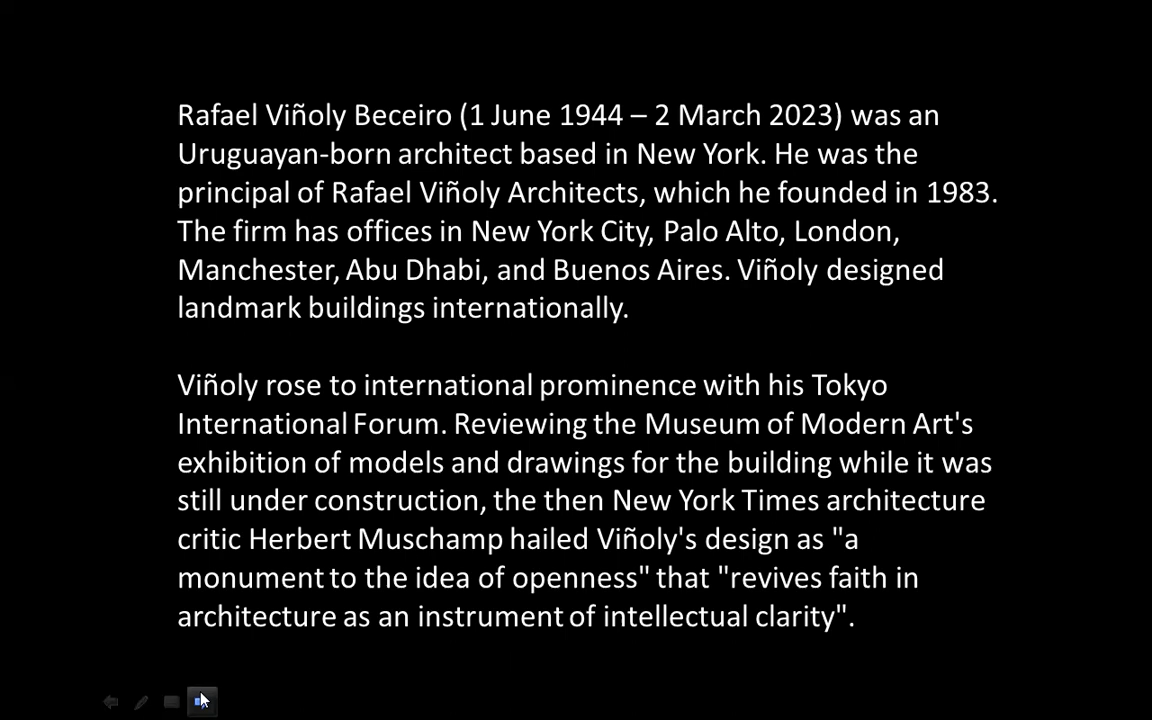 Rafael Viñoly Beceiro (1 June 1944 – 2 March 2023) was an
Uruguayan-born architect based in New York. He was the
principal of Rafael Viñoly Architects, which he founded in 1983.
The firm has offices in New York City, Palo Alto, London,
Manchester, Abu Dhabi, and Buenos Aires. Viñoly designed
landmark buildings internationally.
Viñoly rose to international prominence with his Tokyo
International Forum. Reviewing the Museum of Modern Art's
exhibition of models and drawings for the building while it was
still under construction, the then New York Times architecture
critic Herbert Muschamp hailed Viñoly's design as "a
monument to the idea of openness" that "revives faith in
architecture as an instrument of intellectual clarity".